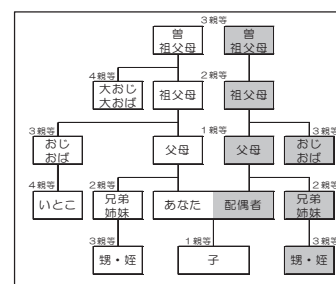 3親等
曽
祖父母
曽
祖父母
4親等
2親等
大おじ
大おば
祖父母
祖父母
3親等
1親等
3親等
おじ
おば
父母
父母
おじ
おば
4親等
2親等
2親等
いとこ
兄弟
姉妹
あなた
配偶者
兄弟
姉妹
3親等
1親等
3親等
甥・姪
子
甥・姪